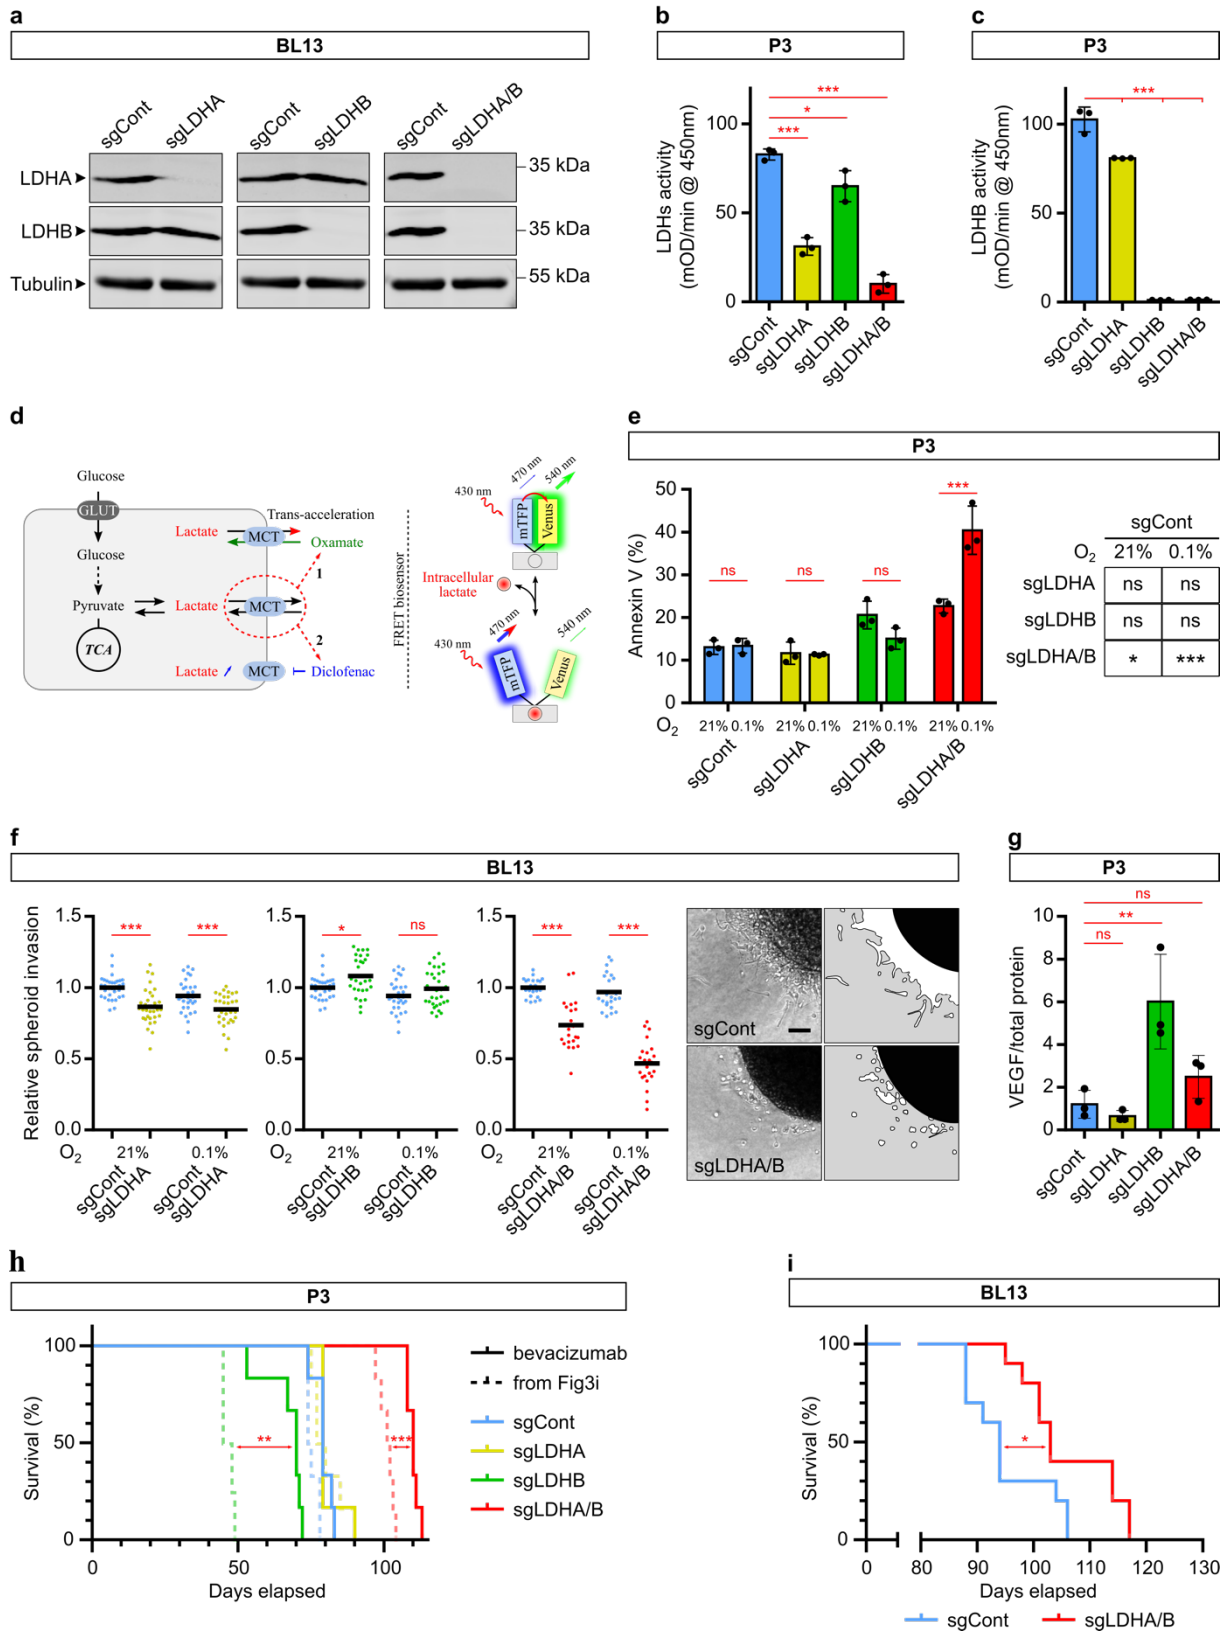 a
BL13
sgCont
sgLDHA
sgCont
sgLDHB
sgCont
sgLDHA/B
LDHA
35 kDa
LDHB
35 kDa
Tubulin
55 kDa
b
P3
LDHs activity
(mOD/min @ 450nm)
100
50
0
***
*
***
sgCont
sgLDHA
sgLDHB
sgLDHA/B
c
P3
LDHB activity
(mOD/min @ 450nm)
100
50
0
***
sgCont
sgLDHA
sgLDHB
sgLDHA/B
d
Glucose
GLUT
Glucose
Pyruvate
TCA
Lactate
MCT
Trans-acceleration
Oxamate
1
Lactate
MCT
2
Lactate
MCT
Diclofenac
FRET biosensor
430 nm
470 nm
540 nm
mTFP
Venus
Intracellular
lactate
430 nm
470 nm
540 nm
mTFP
Venus
e
P3
Annexin V (%)
50
40
30
20
10
0
ns
ns
ns
***
O2
21% 0.1%
21% 0.1%
21% 0.1%
21% 0.1%
sgCont
sgLDHA
sgLDHB
sgLDHA/B
sgCont
O2 21% 0.1%
sgLDHA ns ns
sgLDHB ns ns
sgLDHA/B * ***
f
BL13
Relative spheroid invasion
1.5
1.0
0.5
0.0
***
***
O2 21% 0.1%
sgCont
sgLDHA
sgCont
sgLDHA
1.5
1.0
0.5
0.0
*
ns
21% 0.1%
sgCont
sgLDHB
sgCont
sgLDHB
1.5
1.0
0.5
0.0
***
***
21% 0.1%
sgCont
sgLDHA/B
sgCont
sgLDHA/B
sgCont
sgLDHA/B
g
P3
VEGF/total protein
10
8
6
4
2
0
ns
**
ns
sgCont
sgLDHA
sgLDHB
sgLDHA/B
h
P3
Survival (%)
100
50
0
**
***
0
50
100
Days elapsed
bevacizumab
from Fig3i
sgCont
sgLDHA
sgLDHB
sgLDHA/B
i
BL13
Survival (%)
100
50
0
*
0
80
90
100
110
120
130
Days elapsed
sgCont
sgLDHA/B